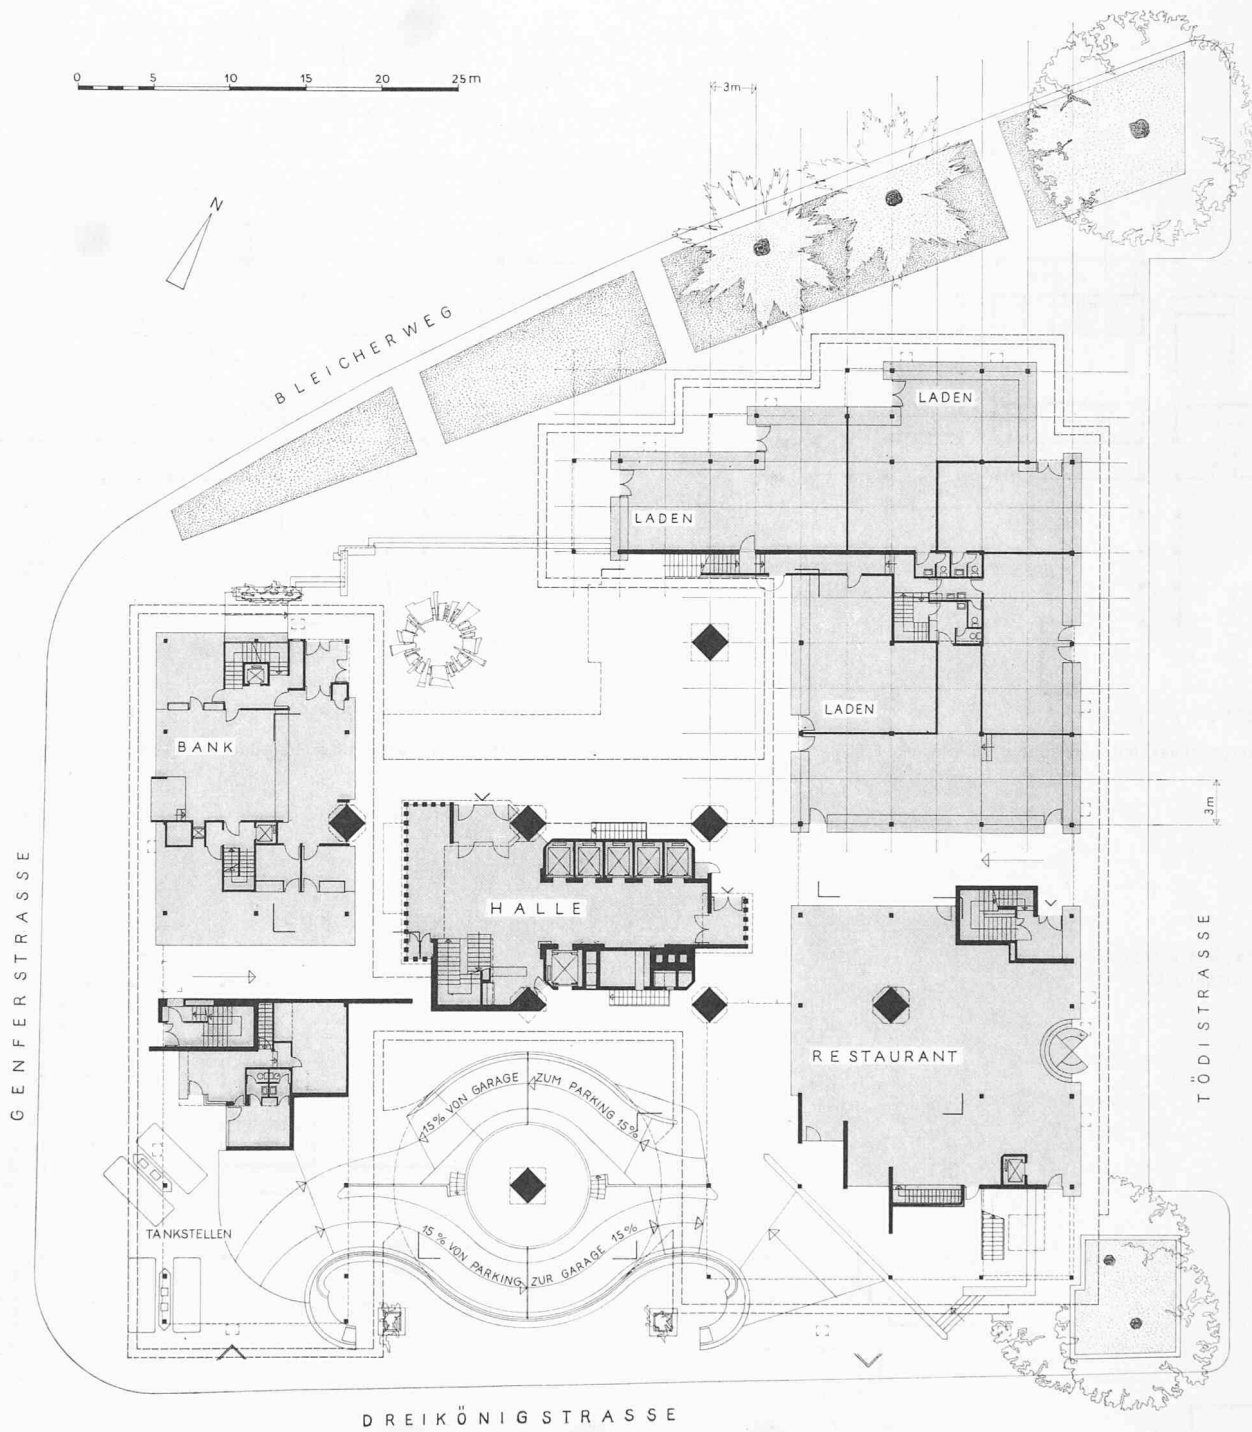 0 5 10 15 20 25 m
3m
N
BLEICHERWEG
LADEN
LADEN
LADEN
BANK
3m
HALLE
GENFERSTRASSE
TÖDISTRASSE
RESTAURANT
15% VON GARAGE ZUM PARKING 15%
TANKSTELLEN
15% VON PARKING ZUR GARAGE 15%
DREIKÖNIGSTRASSE